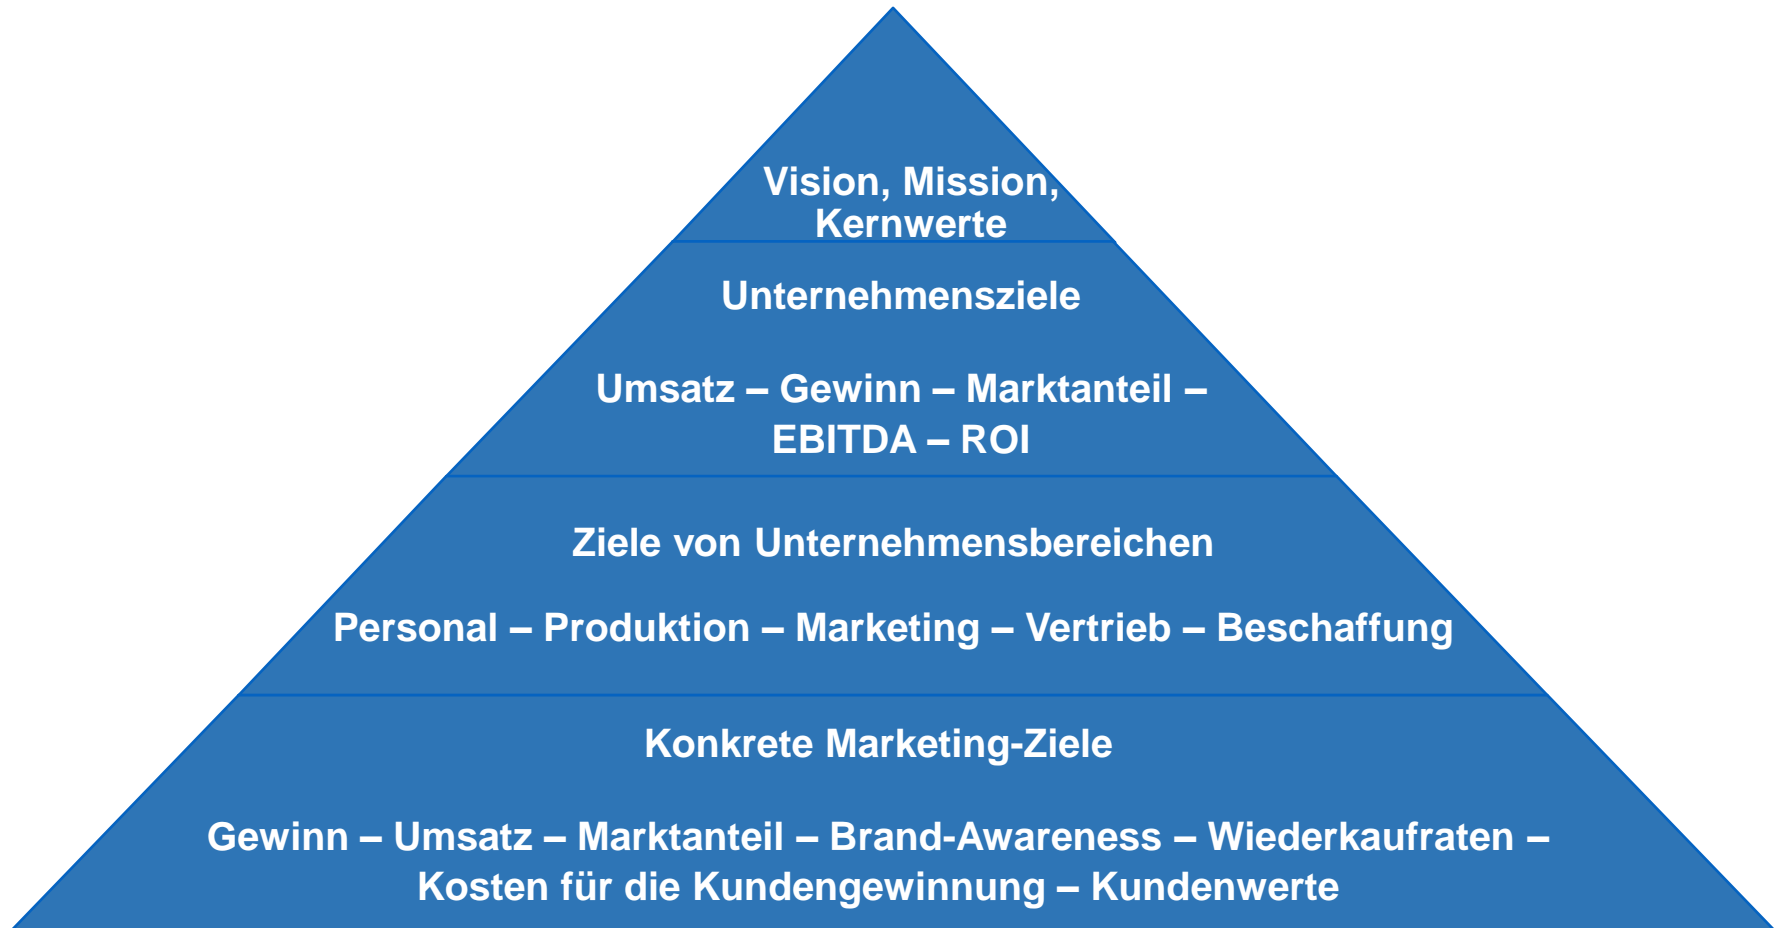 Vision, Mission,
Kernwerte
Unternehmensziele
Umsatz – Gewinn – Marktanteil –
EBITDA – ROI
Ziele von Unternehmensbereichen
Personal – Produktion – Marketing – Vertrieb – Beschaffung
Konkrete Marketing-Ziele
Gewinn – Umsatz – Marktanteil – Brand-Awareness – Wiederkaufraten –
Kosten für die Kundengewinnung – Kundenwerte